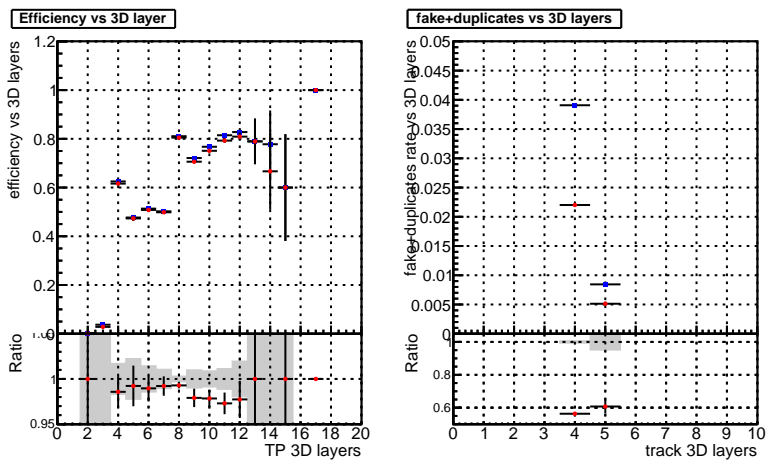 Efficiency vs 3D layer
efficiency vs 3D layers
1.2
1
0.8
0.6
0.4
0.2
0
Ratio
1
0.95
0 2 4 6 8 10 12 14 16 18 20
TP 3D layers
fake+duplicates vs 3D layers
fake+duplicates rate vs 3D layers
0.05
0.045
0.04
0.035
0.03
0.025
0.02
0.015
0.01
0.005
0
Ratio
1
0.8
0.6
0 1 2 3 4 5 6 7 8 9 10
track 3D layers